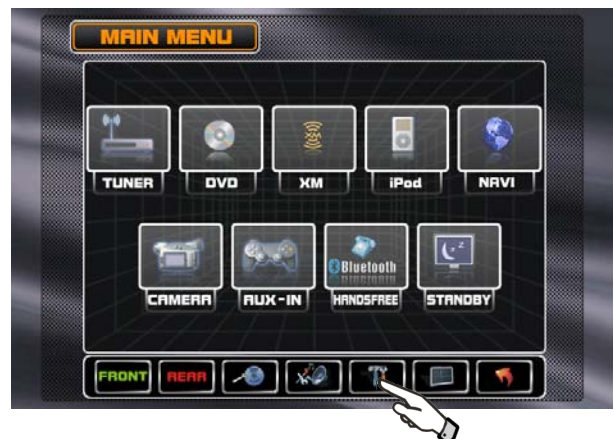 MAIN MENU
TUNER DVD XM iPod NAVI
Bluetooth
CAMERA AUX-IN HANDSFREE STANDBY
FRONT REAR